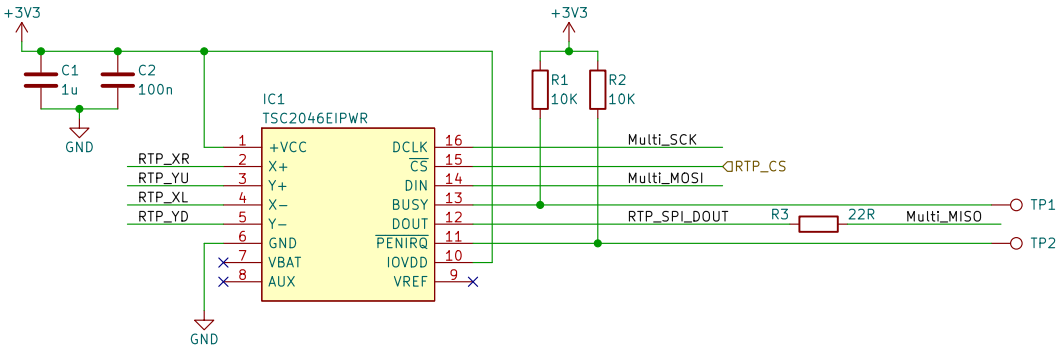 +3V3
+3V3
C1
1u
C2
100n
R1
10K
R2
10K
GND
IC1
TSC2046EIPWR
1 +VCC DCLK 16 Multi_SCK
RTP_XR 2 X+ CS 15 RTP_CS
RTP_YU 3 Y+ DIN 14 Multi_MOSI
RTP_XL 4 X- BUSY 13 TP1
RTP_YD 5 Y- DOUT 12 RTP_SPI_DOUT R3 22R Multi_MISO
6 GND PENIRQ 11 TP2
7 VBAT IOVDD 10
8 AUX VREF 9
GND